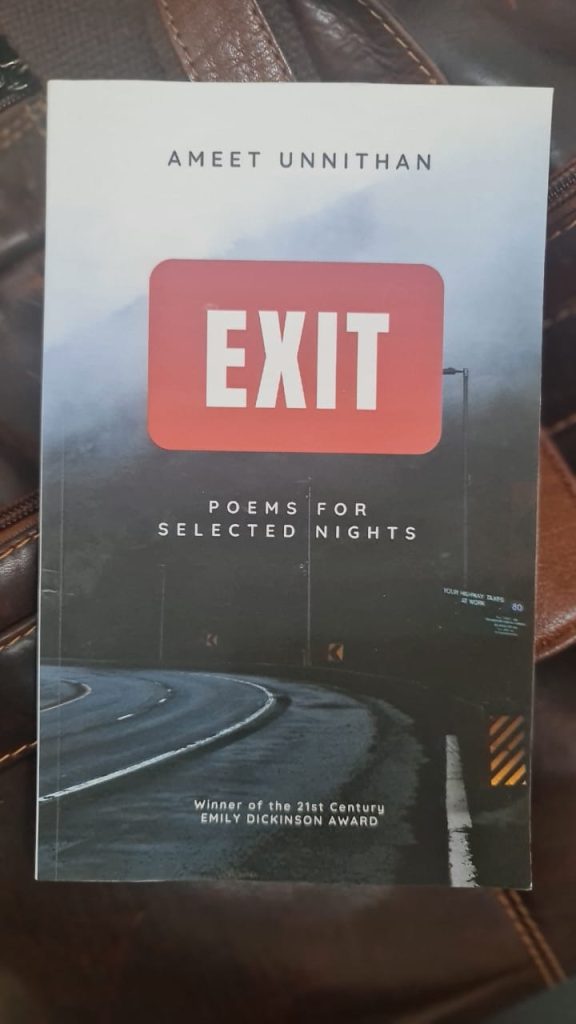 AMEET UNNITHAN
EXIT
POEMS FOR
SELECTED NIGHTS
YOUR HIGHWAY TAXES
AT WORK
80
Winner of the 21st Century
EMILY DICKINSON AWARD